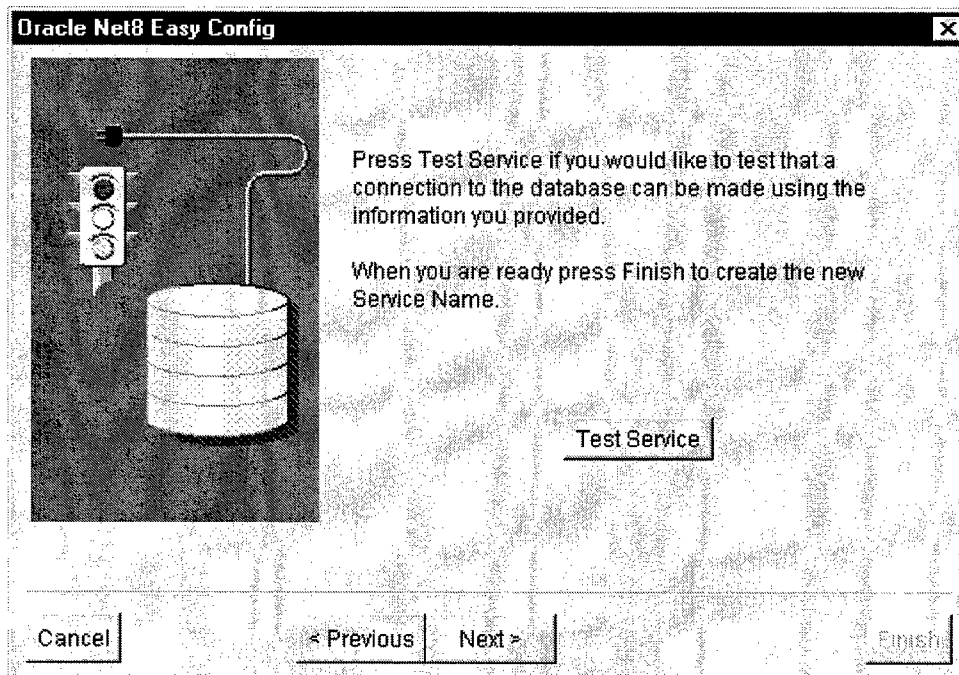 Oracle Net8 Easy Config
Press Test Service if you would like to test that a
connection to the database can be made using the
information you provided.
When you are ready press Finish to create the new
Service Name.
Test Service
Cancel
< Previous
Next >
Finish